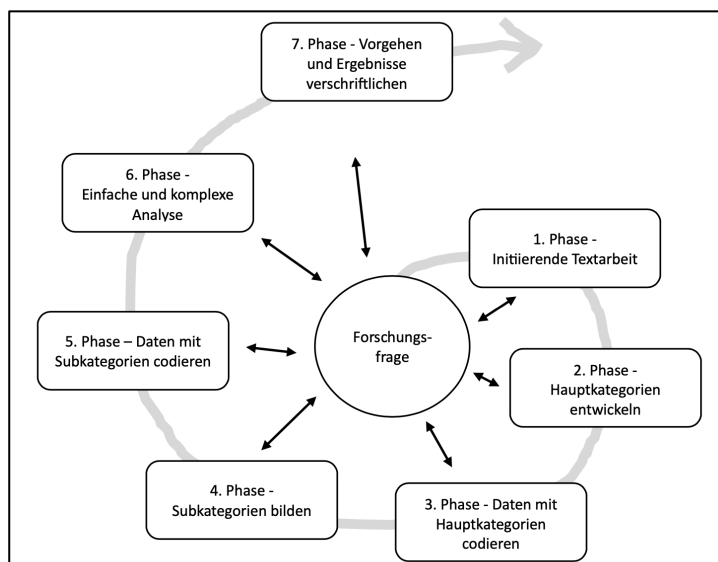 7. Phase - Vorgehen
und Ergebnisse
verschriftlichen
6. Phase -
Einfache und komplexe
Analyse
1. Phase -
Initiierende Textarbeit
Forschungs-
frage
5. Phase – Daten mit
Subkategorien codieren
2. Phase -
Hauptkategorien
entwickeln
4. Phase -
Subkategorien bilden
3. Phase - Daten mit
Hauptkategorien
codieren